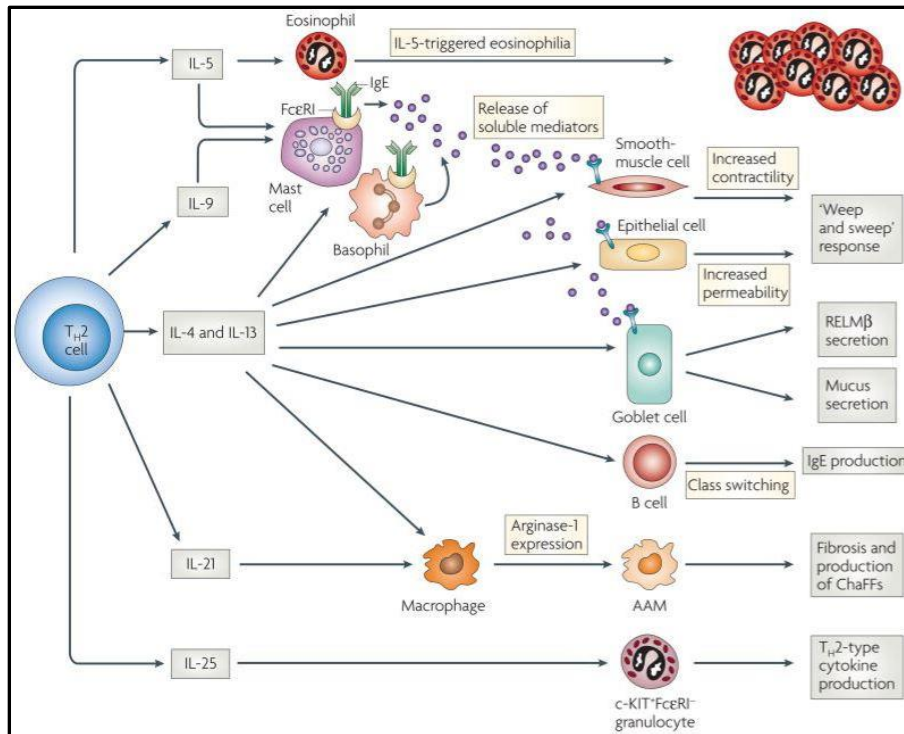 Eosinophil
IL-5-triggered eosinophilia
IL-5
IgE
FcεRI
Release of
soluble mediators
Smooth-
muscle cell
Increased
contractility
Mast
cell
IL-9
Basophil
Epithelial cell
'Weep
and sweep'
response
Increased
permeability
T_H2
cell
IL-4 and IL-13
RELMβ
secretion
Mucus
secretion
Goblet cell
IgE production
B cell
Class switching
Arginase-1
expression
IL-21
Macrophage
AAM
Fibrosis and
production
of ChaFFs
IL-25
T_H2-type
cytokine
production
c-KIT⁺FcεRI⁻
granulocyte